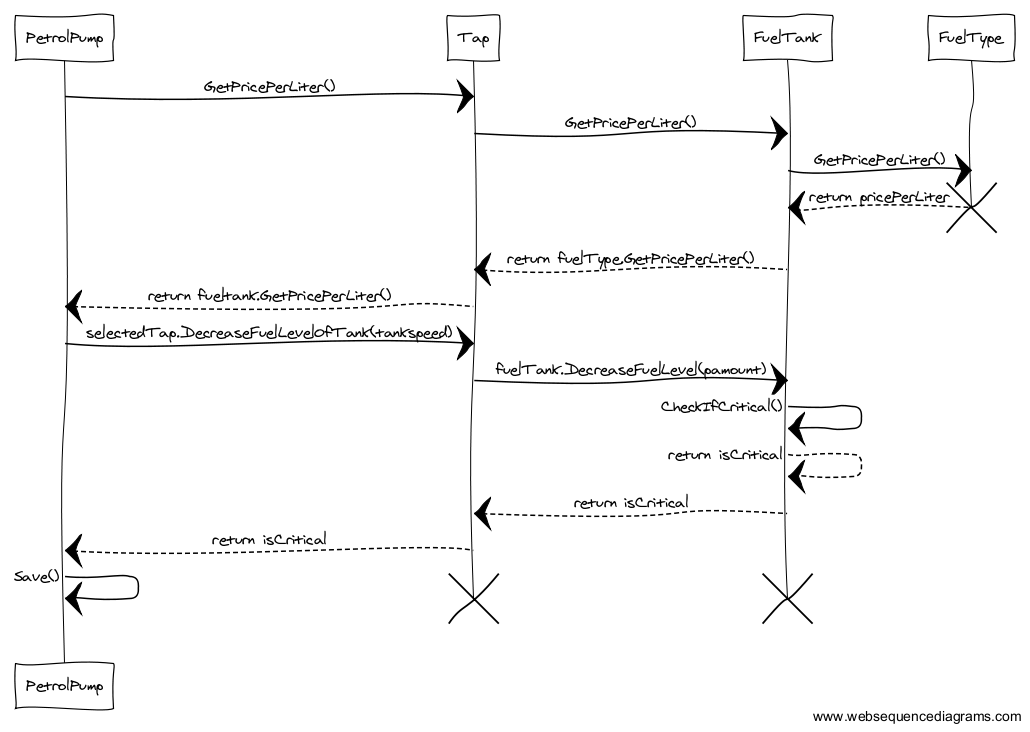 PetrolPump
Tap
FuelTank
FuelType
GetPricePerLiter()
GetPricePerLiter()
GetPricePerLiter()
return pricePerLiter
return fuelType.GetPricePerLiter()
return fueltank.GetPricePerLiter()
selectedTap.DecreaseFuelLevelOfTank(tankspeed)
fuelTank.DecreaseFuelLevel(pamount)
CheckIfCritical()
return isCritical
return isCritical
return isCritical
Save()
PetrolPump
www.websequencediagrams.com